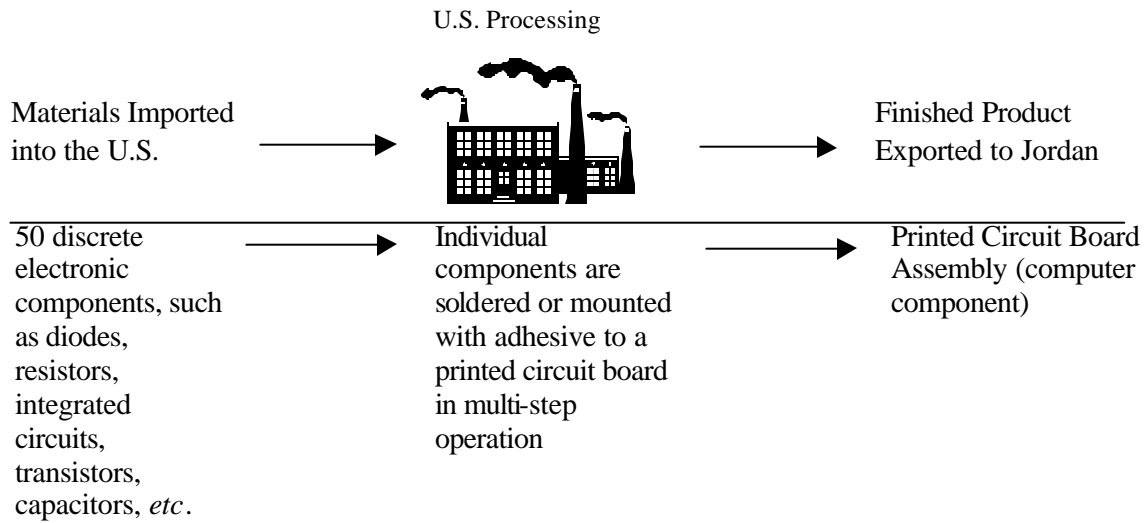 U.S. Processing
Materials Imported
into the U.S.
Finished Product
Exported to Jordan
50 discrete
electronic
components, such
as diodes,
resistors,
integrated
circuits,
transistors,
capacitors, etc.
Individual
components are
soldered or mounted
with adhesive to a
printed circuit board
in multi-step
operation
Printed Circuit Board
Assembly (computer
component)